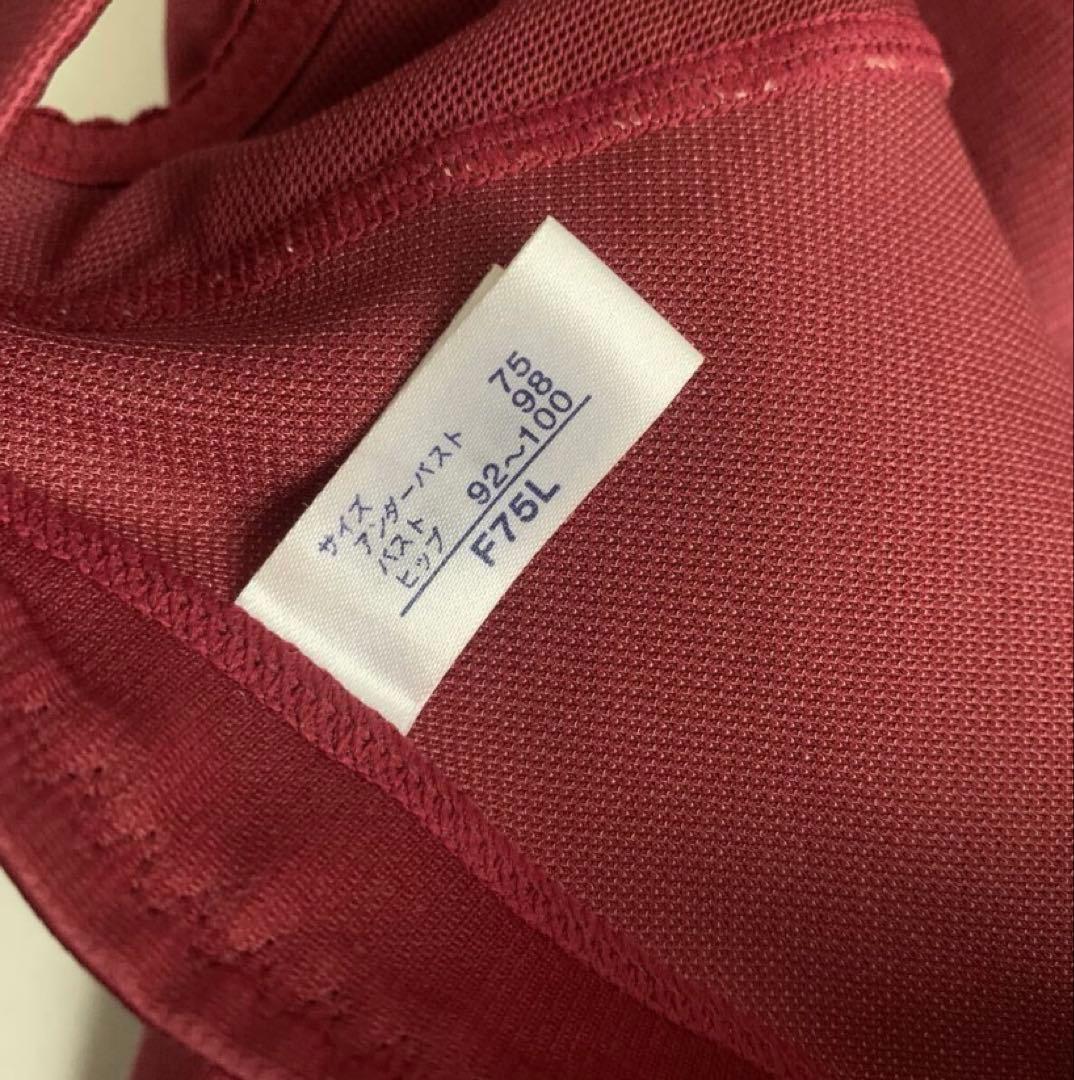 サイズ
アンダーバスト 75
バスト 98
ヒップ 92～100
F75L